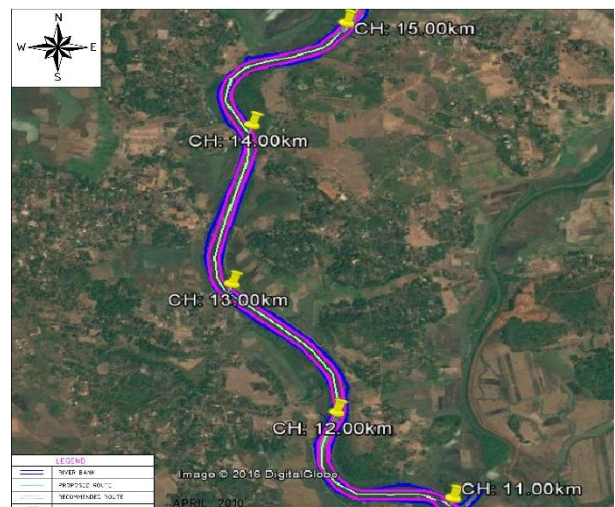 N
W E
S
CH: 15.00km
CH: 14.00km
CH: 13.00km
CH: 12.00km
CH: 11.00km
LEGEND
RIVER BANK
PROPOSED ROUTE
RECOMMENDED ROUTE
Image © 2016 DigitalGlobe
APRIL 2010